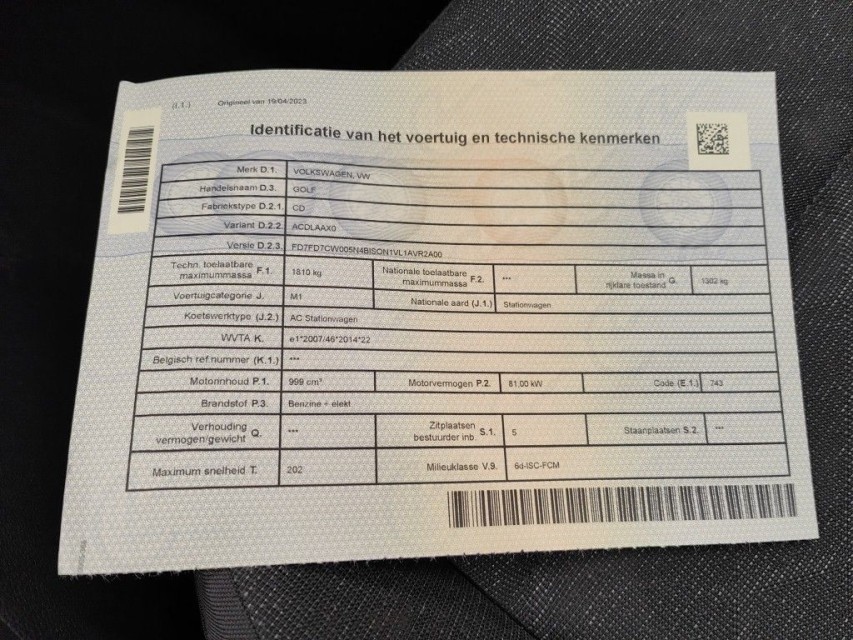 (I.1.) Origineel van 19/04/2023
Identificatie van het voertuig en technische kenmerken
Merk D.1. VOLKSWAGEN, VW
Handelsnaam D.3. GOLF
Fabriekstype D.2.1. CD
Variant D.2.2. ACDLAAX0
Versie D.2.3. FD7FD7CW005N4BISON1VL1AVR2A00
Techn. toelaatbare maximummassa F.1. 1810 kg Nationale toelaatbare maximummassa F.2. *** Massa in rijklare toestand G. 1302 kg
Voertuigcategorie J. M1 Nationale aard (J.1.) Stationwagen
Koetswerktype (J.2.) AC Stationwagen
WVTA K. e1*2007/46*2014*22
Belgisch ref nummer (K.1.) ***
Motorinhoud P.1. 999 cm³ Motorvermogen P.2. 81,00 kW Code (E.1.) 743
Brandstof P.3. Benzine + elekt
Verhouding vermogen/gewicht Q. *** Zitplaatsen bestuurder inb. S.1. 5 Staanplaatsen S.2. ***
Maximum snelheid T. 202 Milieuklasse V.9. 6d-ISC-FCM